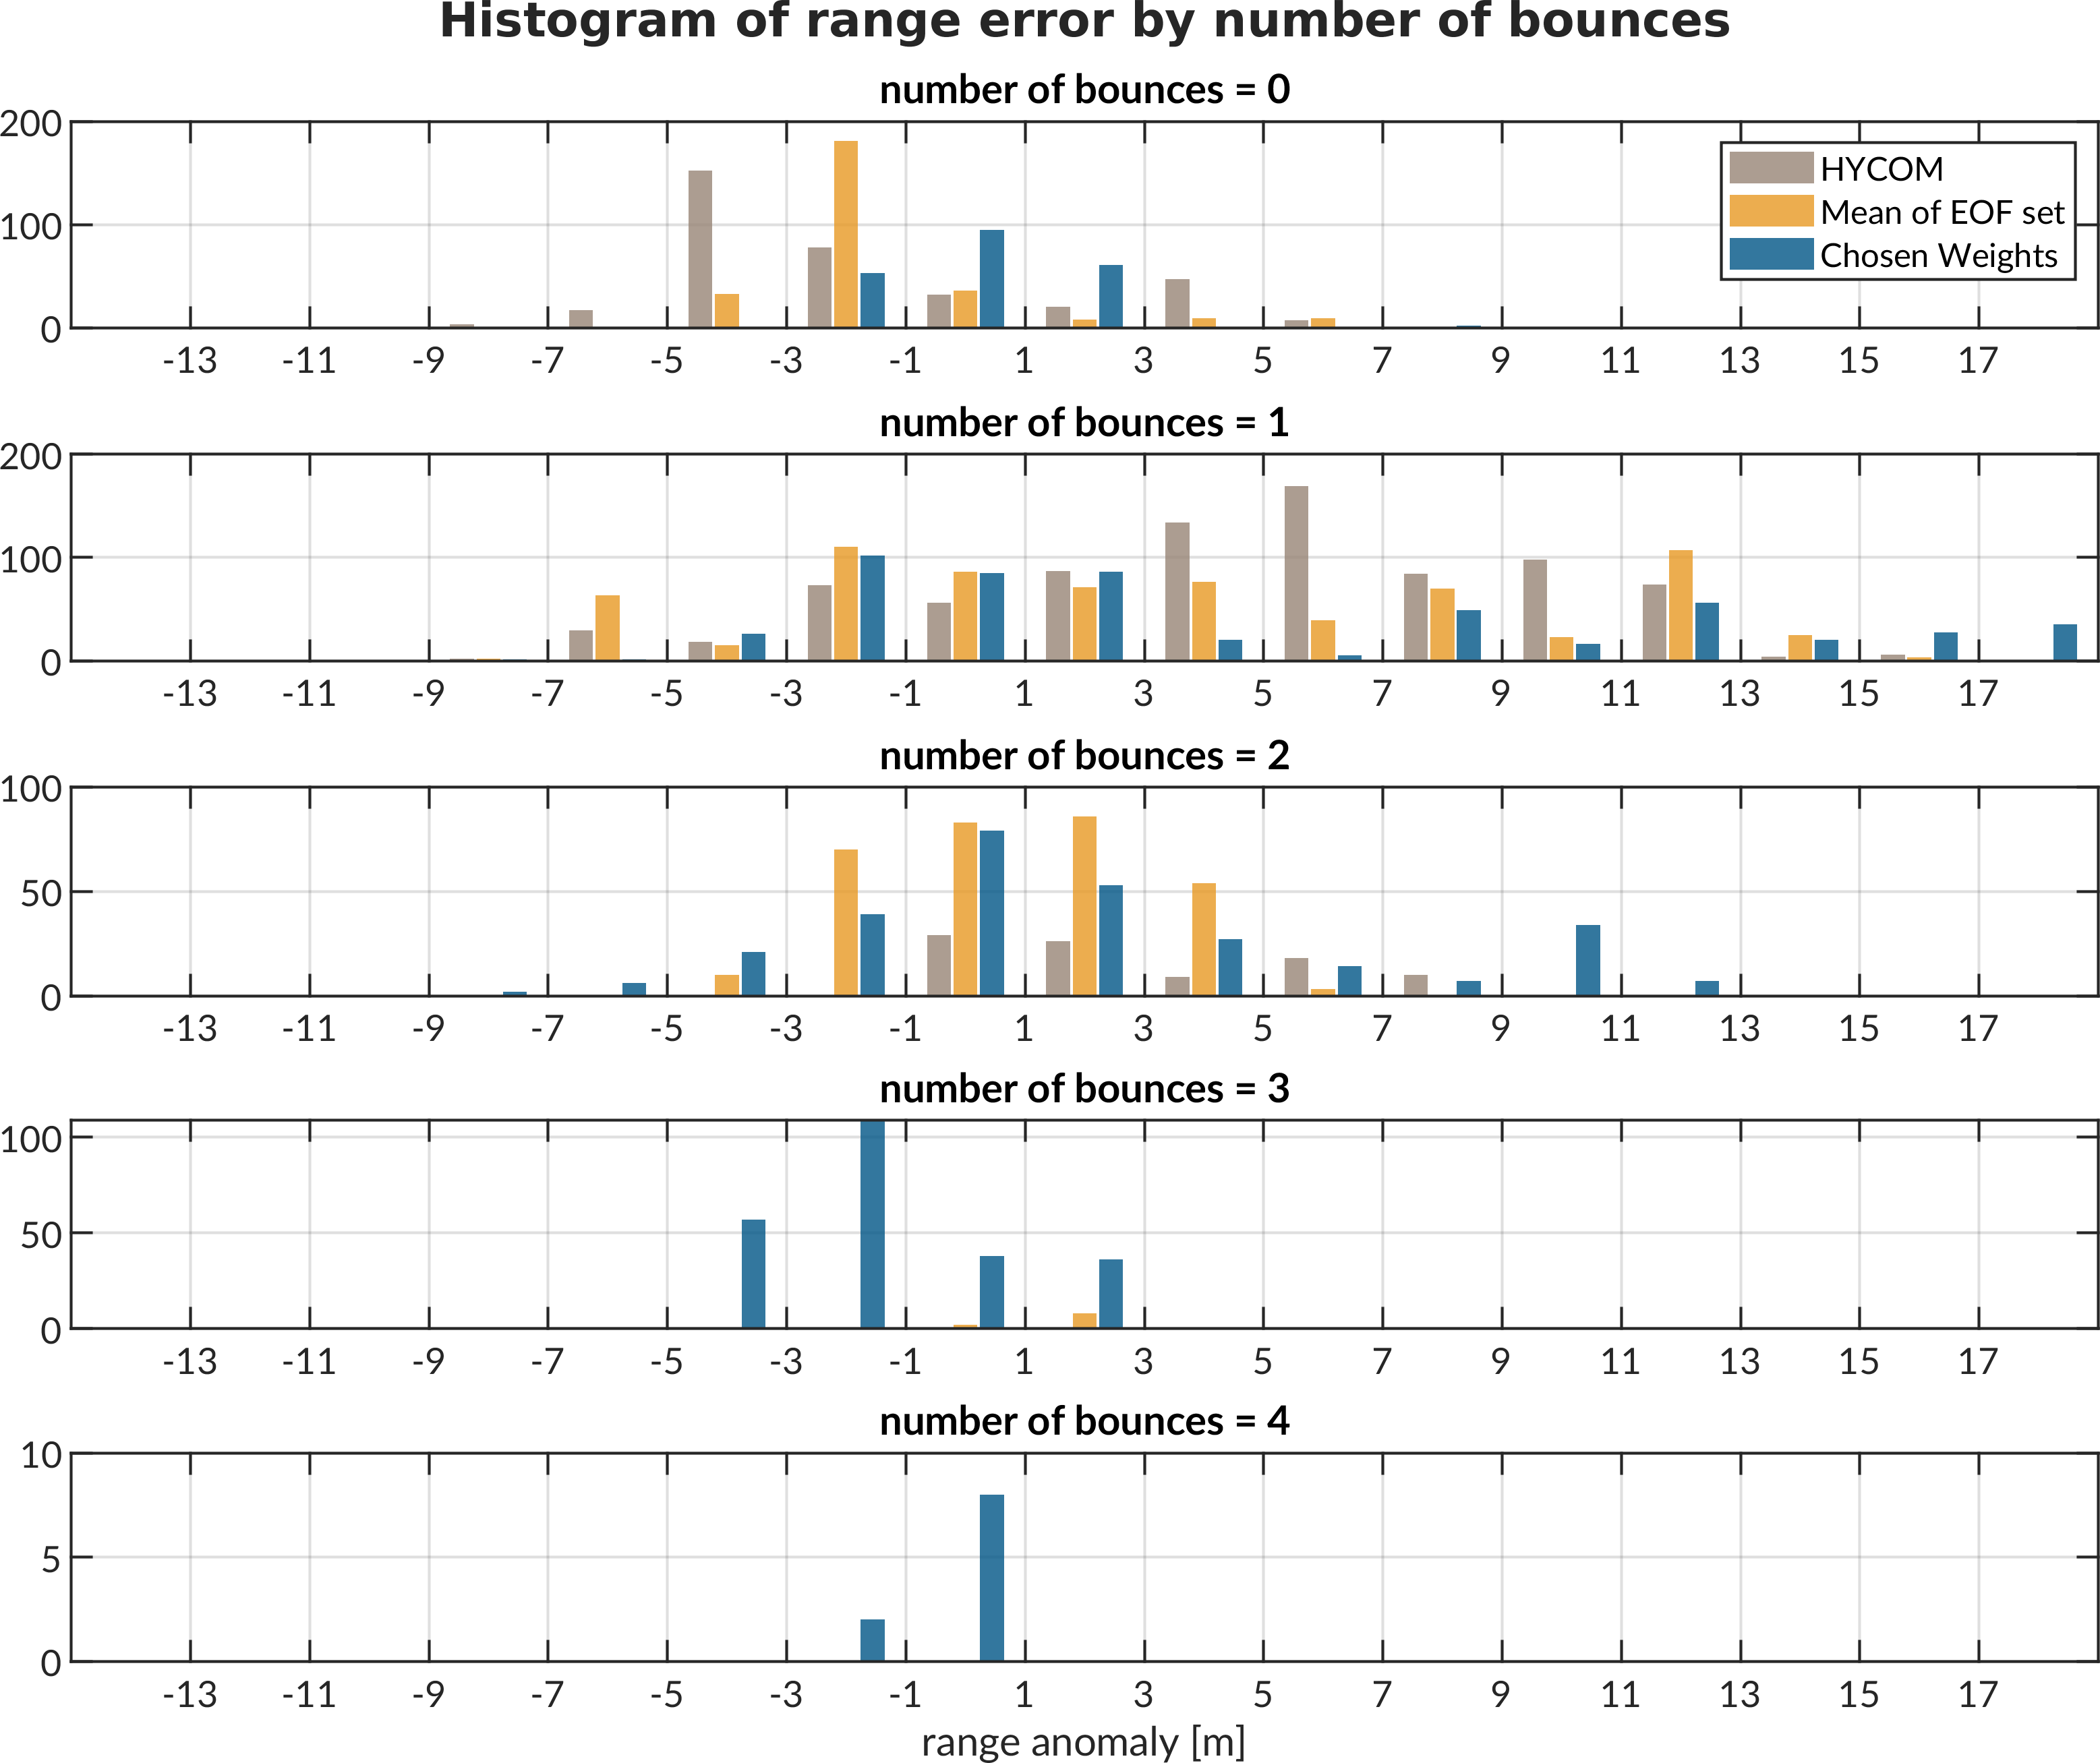 Histogram of range error by number of bounces
number of bounces = 0
200
100
0
HYCOM
Mean of EOF set
Chosen Weights
-13 -11 -9 -7 -5 -3 -1 1 3 5 7 9 11 13 15 17
number of bounces = 1
200
100
0
-13 -11 -9 -7 -5 -3 -1 1 3 5 7 9 11 13 15 17
number of bounces = 2
100
50
0
-13 -11 -9 -7 -5 -3 -1 1 3 5 7 9 11 13 15 17
number of bounces = 3
100
50
0
-13 -11 -9 -7 -5 -3 -1 1 3 5 7 9 11 13 15 17
number of bounces = 4
10
5
0
-13 -11 -9 -7 -5 -3 -1 1 3 5 7 9 11 13 15 17
range anomaly [m]